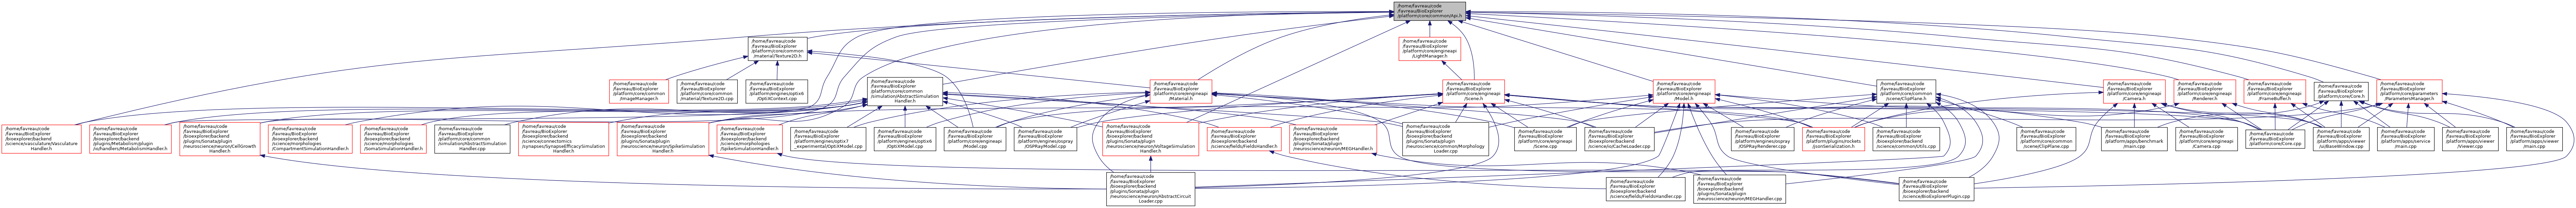 /home/favreau/code
/favreau/BioExplorer
/platform/core/common/Api.h
/home/favreau/code
/favreau/BioExplorer
/platform/core/common
/material/Texture2D.h
/home/favreau/code
/favreau/BioExplorer
/platform/core/engineapi
/LightManager.h
/home/favreau/code
/favreau/BioExplorer
/platform/core/common
/ImageManager.h
/home/favreau/code
/favreau/BioExplorer
/platform/core/common
/material/Texture2D.cpp
/home/favreau/code
/favreau/BioExplorer
/platform/engines/optix6
/OptiXContext.cpp
/home/favreau/code
/favreau/BioExplorer
/platform/core/common
/simulation/AbstractSimulation
Handler.h
/home/favreau/code
/favreau/BioExplorer
/platform/core/engineapi
/Material.h
/home/favreau/code
/favreau/BioExplorer
/platform/core/engineapi
/Scene.h
/home/favreau/code
/favreau/BioExplorer
/platform/core/engineapi
/Model.h
/home/favreau/code
/favreau/BioExplorer
/platform/core/common
/scene/ClipPlane.h
/home/favreau/code
/favreau/BioExplorer
/platform/core/engineapi
/Camera.h
/home/favreau/code
/favreau/BioExplorer
/platform/core/engineapi
/Renderer.h
/home/favreau/code
/favreau/BioExplorer
/platform/core/engineapi
/FrameBuffer.h
/home/favreau/code
/favreau/BioExplorer
/platform/core/Core.h
/home/favreau/code
/favreau/BioExplorer
/platform/core/parameters
/ParametersManager.h
/home/favreau/code
/favreau/BioExplorer
/bioexplorer/backend
/science/vasculature/Vasculature
Handler.h
/home/favreau/code
/favreau/BioExplorer
/bioexplorer/backend
/plugins/Metabolism/plugin
/io/handlers/MetabolismHandler.h
/home/favreau/code
/favreau/BioExplorer
/bioexplorer/backend
/plugins/Sonata/plugin
/neuroscience/neuron/CellGrowth
Handler.h
/home/favreau/code
/favreau/BioExplorer
/bioexplorer/backend
/science/morphologies
/CompartmentSimulationHandler.h
/home/favreau/code
/favreau/BioExplorer
/bioexplorer/backend
/science/morphologies
/SomaSimulationHandler.h
/home/favreau/code
/favreau/BioExplorer
/platform/core/common
/simulation/AbstractSimulation
Handler.cpp
/home/favreau/code
/favreau/BioExplorer
/bioexplorer/backend
/science/connectomics
/synapses/SynapseEfficacySimulation
Handler.h
/home/favreau/code
/favreau/BioExplorer
/bioexplorer/backend
/plugins/Sonata/plugin
/neuroscience/neuron/SpikeSimulation
Handler.h
/home/favreau/code
/favreau/BioExplorer
/bioexplorer/backend
/science/morphologies
/SpikeSimulationHandler.h
/home/favreau/code
/favreau/BioExplorer
/platform/engines/optix7
_experimental/OptiXModel.cpp
/home/favreau/code
/favreau/BioExplorer
/platform/engines/optix6
/OptiXModel.cpp
/home/favreau/code
/favreau/BioExplorer
/platform/core/engineapi
/Model.cpp
/home/favreau/code
/favreau/BioExplorer
/platform/engines/ospray
/OSPRayModel.cpp
/home/favreau/code
/favreau/BioExplorer
/bioexplorer/backend
/plugins/Sonata/plugin
/neuroscience/neuron/VoltageSimulation
Handler.h
/home/favreau/code
/favreau/BioExplorer
/bioexplorer/backend
/science/fields/FieldsHandler.h
/home/favreau/code
/favreau/BioExplorer
/bioexplorer/backend
/plugins/Sonata/plugin
/neuroscience/neuron/MEGHandler.h
/home/favreau/code
/favreau/BioExplorer
/bioexplorer/backend
/plugins/Sonata/plugin
/neuroscience/common/Morphology
Loader.cpp
/home/favreau/code
/favreau/BioExplorer
/platform/core/engineapi
/Scene.cpp
/home/favreau/code
/favreau/BioExplorer
/bioexplorer/backend
/science/io/CacheLoader.cpp
/home/favreau/code
/favreau/BioExplorer
/platform/engines/ospray
/OSPRayRenderer.cpp
/home/favreau/code
/favreau/BioExplorer
/platform/plugins/rockets
/jsonSerialization.h
/home/favreau/code
/favreau/BioExplorer
/bioexplorer/backend
/science/common/Utils.cpp
/home/favreau/code
/favreau/BioExplorer
/platform/core/common
/scene/ClipPlane.cpp
/home/favreau/code
/favreau/BioExplorer
/platform/apps/benchmark
/main.cpp
/home/favreau/code
/favreau/BioExplorer
/platform/core/engineapi
/Camera.cpp
/home/favreau/code
/favreau/BioExplorer
/platform/core/Core.cpp
/home/favreau/code
/favreau/BioExplorer
/platform/apps/viewer
/ui/BaseWindow.cpp
/home/favreau/code
/favreau/BioExplorer
/platform/apps/service
/main.cpp
/home/favreau/code
/favreau/BioExplorer
/platform/apps/viewer
/Viewer.cpp
/home/favreau/code
/favreau/BioExplorer
/platform/apps/viewer
/main.cpp
/home/favreau/code
/favreau/BioExplorer
/bioexplorer/backend
/plugins/Sonata/plugin
/neuroscience/neuron/AbstractCircuit
Loader.cpp
/home/favreau/code
/favreau/BioExplorer
/bioexplorer/backend
/science/fields/FieldsHandler.cpp
/home/favreau/code
/favreau/BioExplorer
/bioexplorer/backend
/plugins/Sonata/plugin
/neuroscience/neuron/MEGHandler.cpp
/home/favreau/code
/favreau/BioExplorer
/bioexplorer/backend
/science/BioExplorerPlugin.cpp